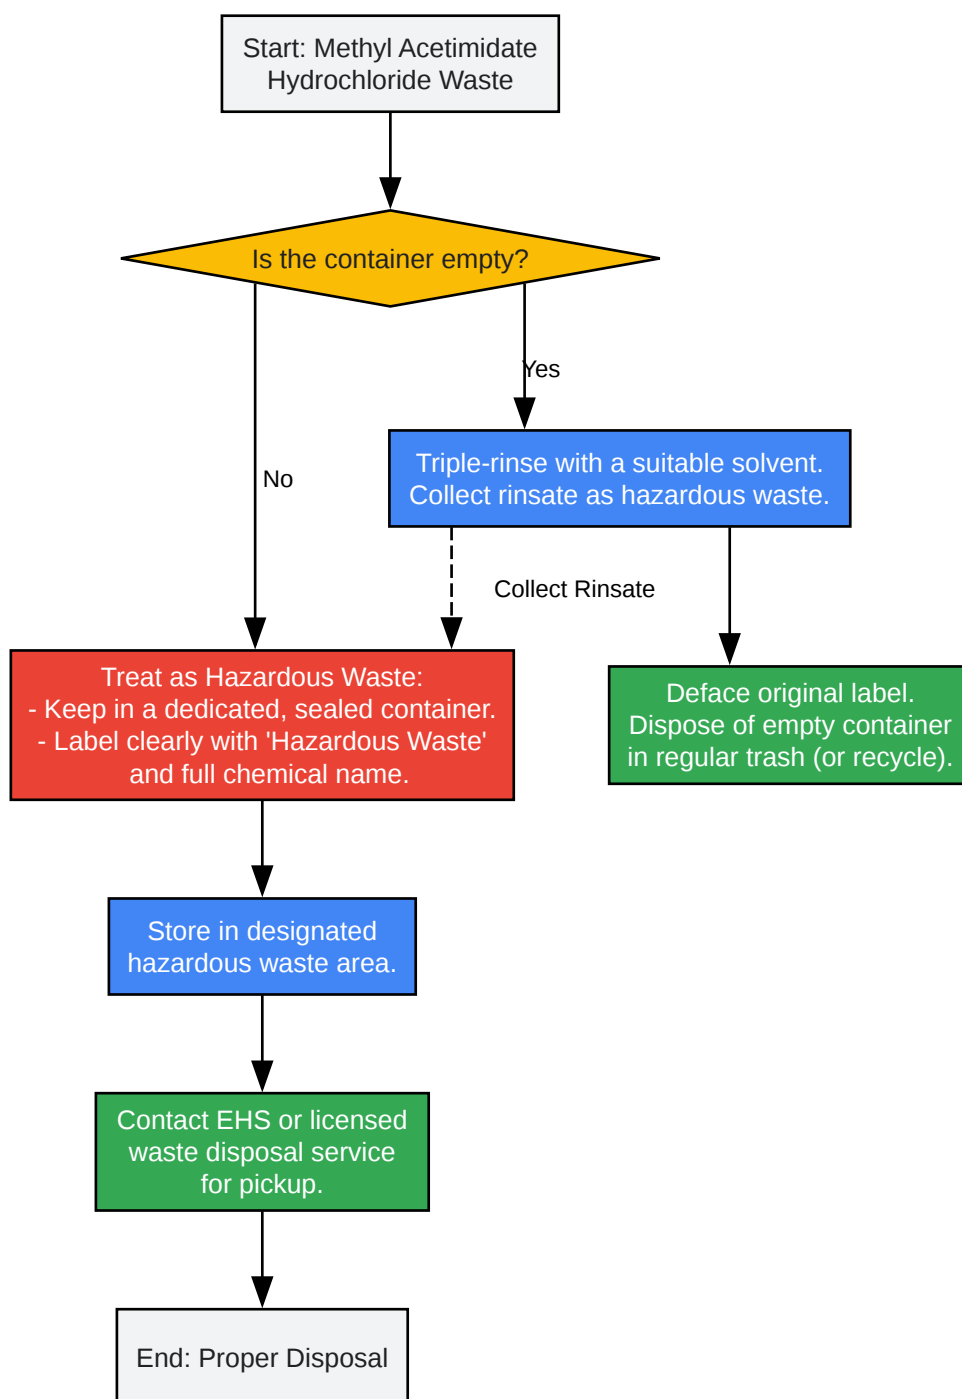 Start: Methyl Acetimidate
Hydrochloride Waste
Is the container empty?
Yes
No
Triple-rinse with a suitable solvent.
Collect rinsate as hazardous waste.
Collect Rinsate
Treat as Hazardous Waste:
- Keep in a dedicated, sealed container.
- Label clearly with 'Hazardous Waste'
and full chemical name.
Deface original label.
Dispose of empty container
in regular trash (or recycle).
Store in designated
hazardous waste area.
Contact EHS or licensed
waste disposal service
for pickup.
End: Proper Disposal